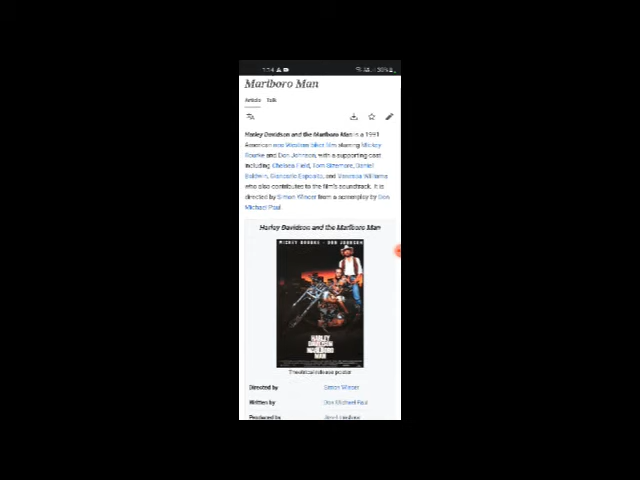 Marlboro Man
Article Talk
Harley Davidson and the Marlboro Man is a 1991
American neo-Western biker film starring Mickey
Rourke and Don Johnson, with a supporting cast
including Chelsea Field, Tom Sizemore, Daniel
Baldwin, Giancarlo Esposito, and Vanessa Williams
who also contributes to the film's soundtrack. It is
directed by Simon Wincer from a screenplay by Don
Michael Paul.
Harley Davidson and the Marlboro Man
MICKEY ROURKE · DON JOHNSON
HARLEY
DAVIDSON
AND THE
MARLBORO
MAN
Theatrical release poster
Directed by Simon Wincer
Written by Don Michael Paul
Produced by